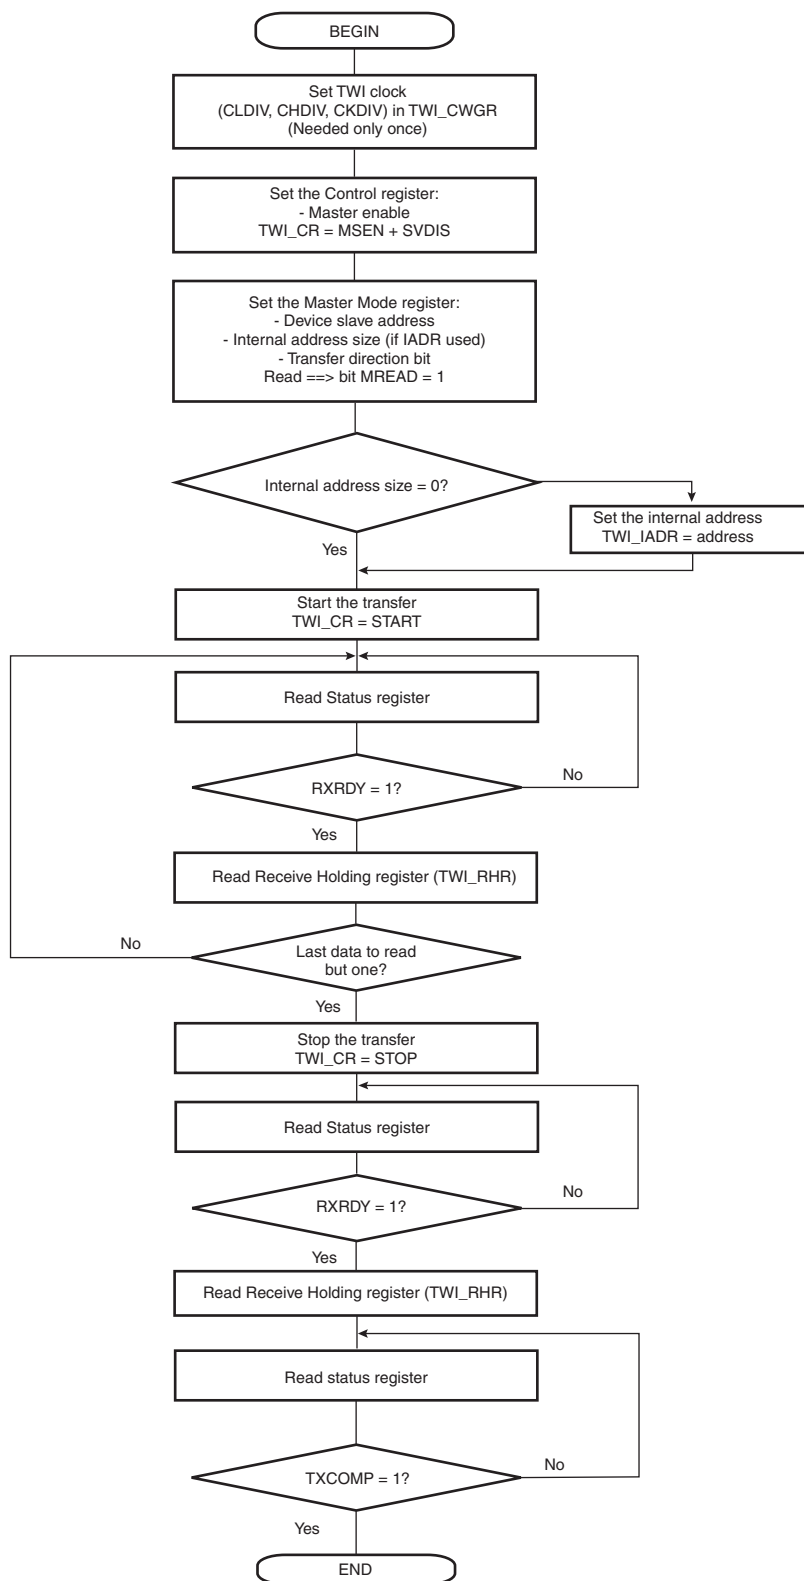 BEGIN
Set TWI clock
(CLDIV, CHDIV, CKDIV) in TWI_CWGR
(Needed only once)
Set the Control register:
- Master enable
TWI_CR = MSEN + SVDIS
Set the Master Mode register:
- Device slave address
- Internal address size (if IADR used)
- Transfer direction bit
Read ==> bit MREAD = 1
Internal address size = 0?
Set the internal address
TWI_IADR = address
Yes
Start the transfer
TWI_CR = START
Read Status register
RXRDY = 1?
No
Yes
Read Receive Holding register (TWI_RHR)
No
Last data to read
but one?
Yes
Stop the transfer
TWI_CR = STOP
Read Status register
RXRDY = 1?
No
Yes
Read Receive Holding register (TWI_RHR)
Read status register
TXCOMP = 1?
No
Yes
END